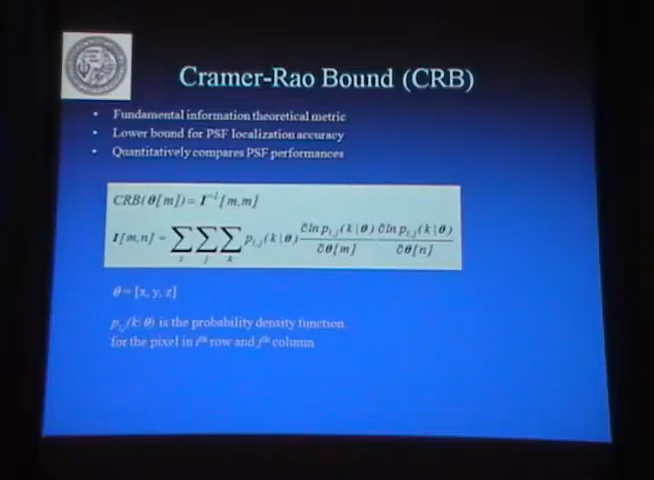 Cramer-Rao Bound (CRB)
• Fundamental information theoretical metric
• Lower bound for PSF localization accuracy
• Quantitatively compares PSF performances
CRB(θ[m]) = I⁻¹[m,m]
I[m,n] = ∑∑∑ p_{i,j}(k|θ) ∂ln p_{i,j}(k|θ)/∂θ[m] ∂ln p_{i,j}(k|θ)/∂θ[n]
i j k
θ = [x, y, z]
p_{i,j}(k|θ) is the probability density function
for the pixel in iᵗʰ row and jᵗʰ column